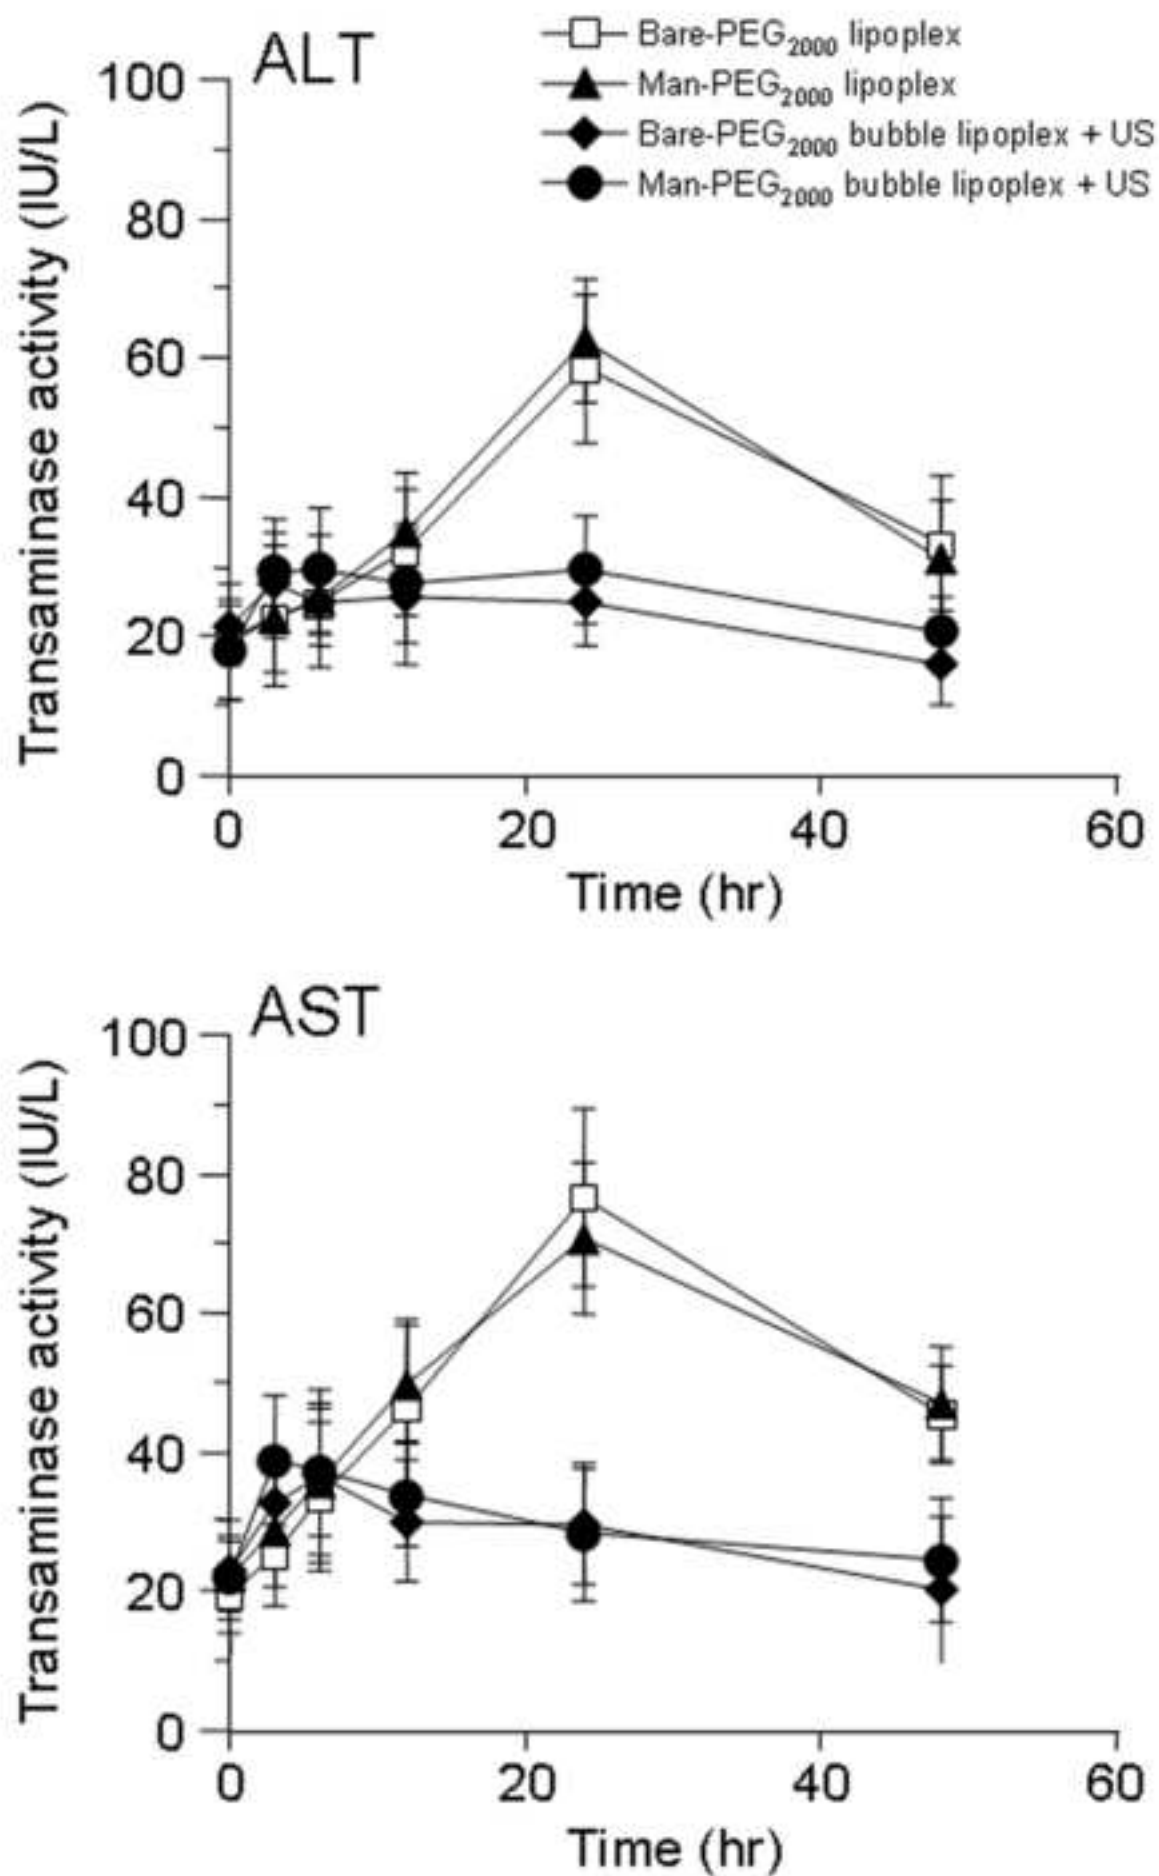 ALT
Bare-PEG2000 lipoplex
Man-PEG2000 lipoplex
Bare-PEG2000 bubble lipoplex + US
Man-PEG2000 bubble lipoplex + US
Transaminase activity (IU/L)
100
80
60
40
20
0
0 20 40 60
Time (hr)
AST
Transaminase activity (IU/L)
100
80
60
40
20
0
0 20 40 60
Time (hr)